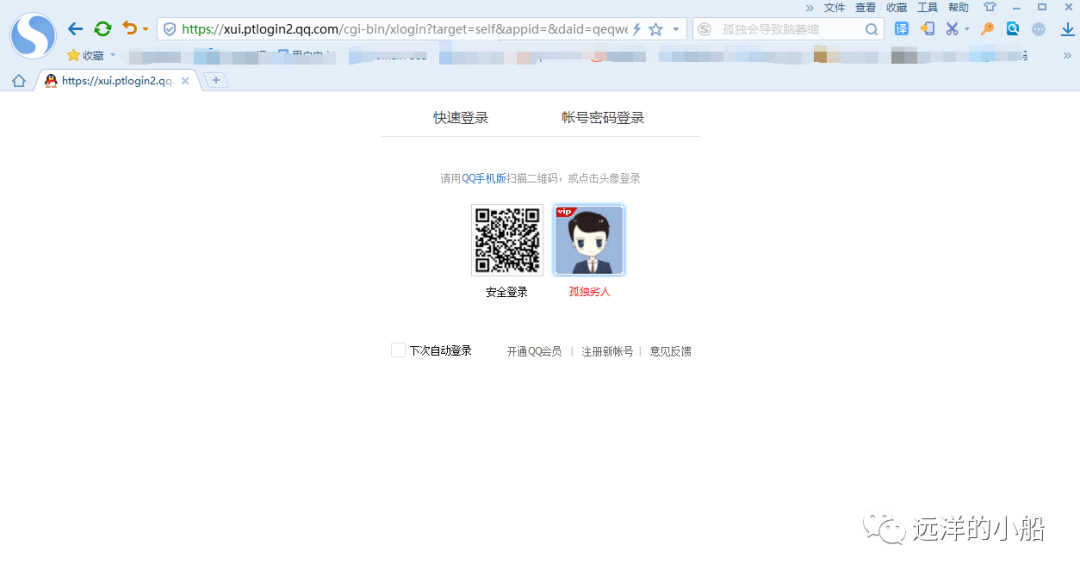 » 文件 查看 收藏 工具 帮助
https://xui.ptlogin2.qq.com/cgi-bin/xlogin?target=self&appid=&daid=qeqwe
孤独会导致脑萎缩
译
收藏
»
https://xui.ptlogin2.qq.
快速登录 帐号密码登录
请用QQ手机版扫描二维码，或点击头像登录
vip
安全登录 孤独劣人
下次自动登录 开通QQ会员 | 注册新帐号 | 意见反馈
远洋的小船